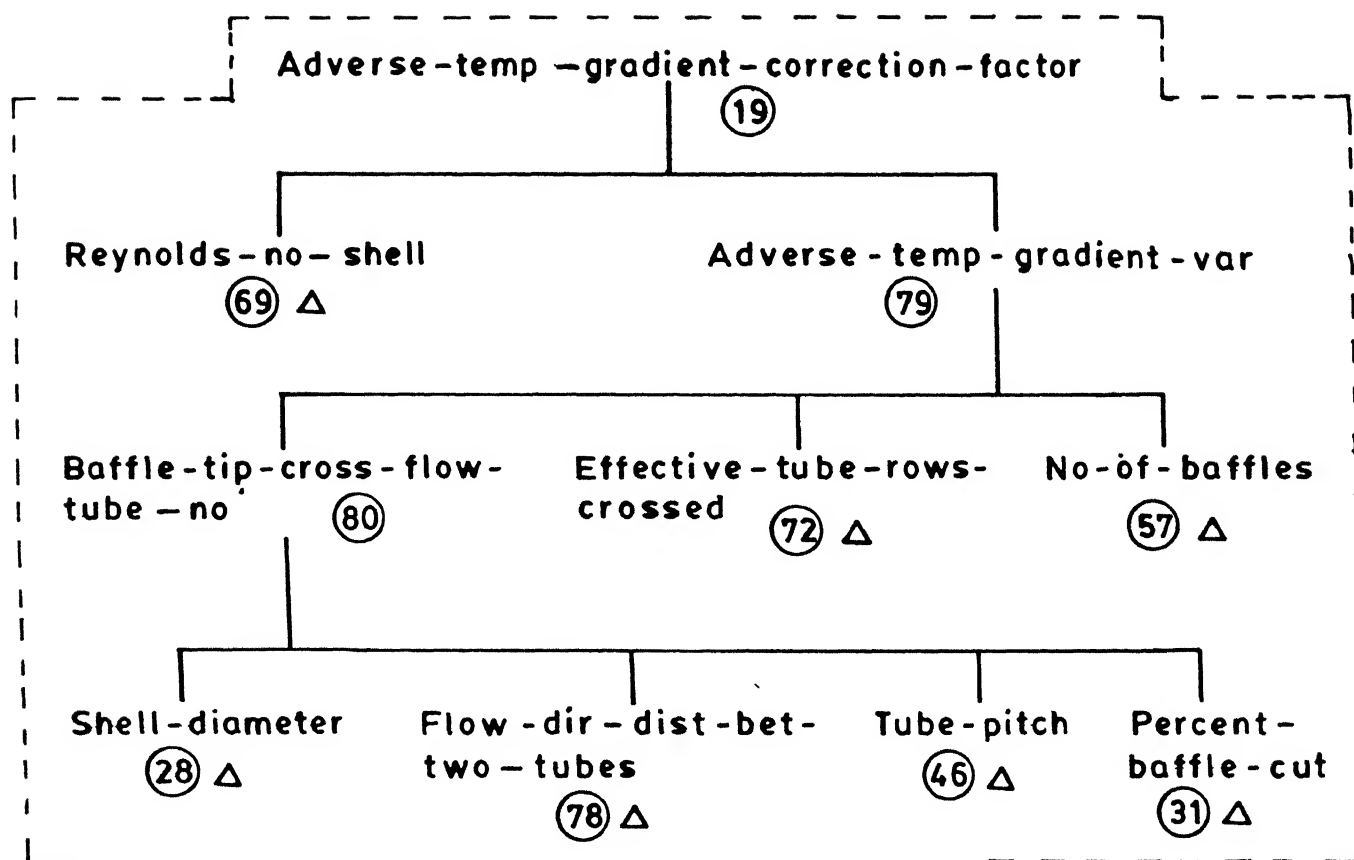 Adverse-temp-gradient-correction-factor
19
Reynolds-no-shell
69 Δ
Adverse-temp-gradient-var
79
Baffle-tip-cross-flow-
tube-no
80
Effective-tube-rows-
crossed
72 Δ
No-of-baffles
57 Δ
Shell-diameter
28 Δ
Flow-dir-dist-bet-
two-tubes
78 Δ
Tube-pitch
46 Δ
Percent-
baffle-cut
31 Δ